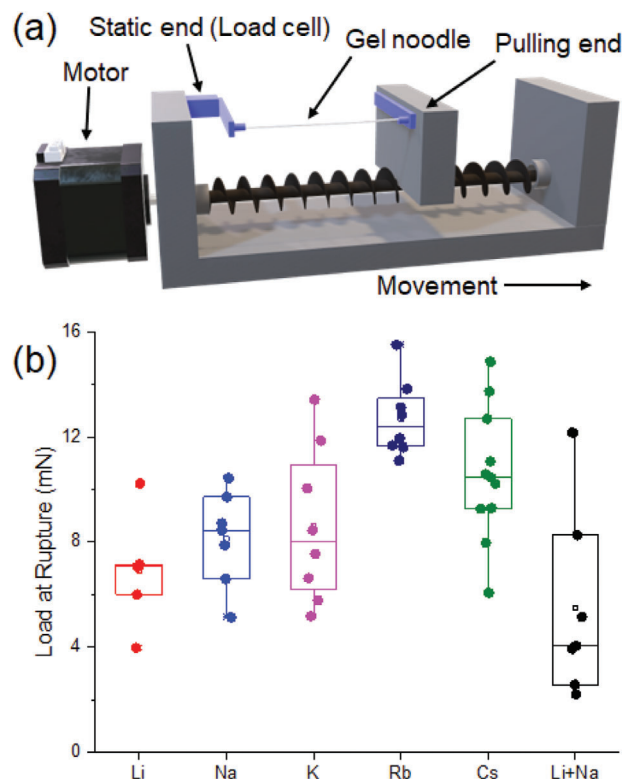 (a)
Static end (Load cell)
Gel noodle
Pulling end
Motor
Movement
(b)
Load at Rupture (mN)
16
12
8
4
0
Li Na K Rb Cs Li+Na